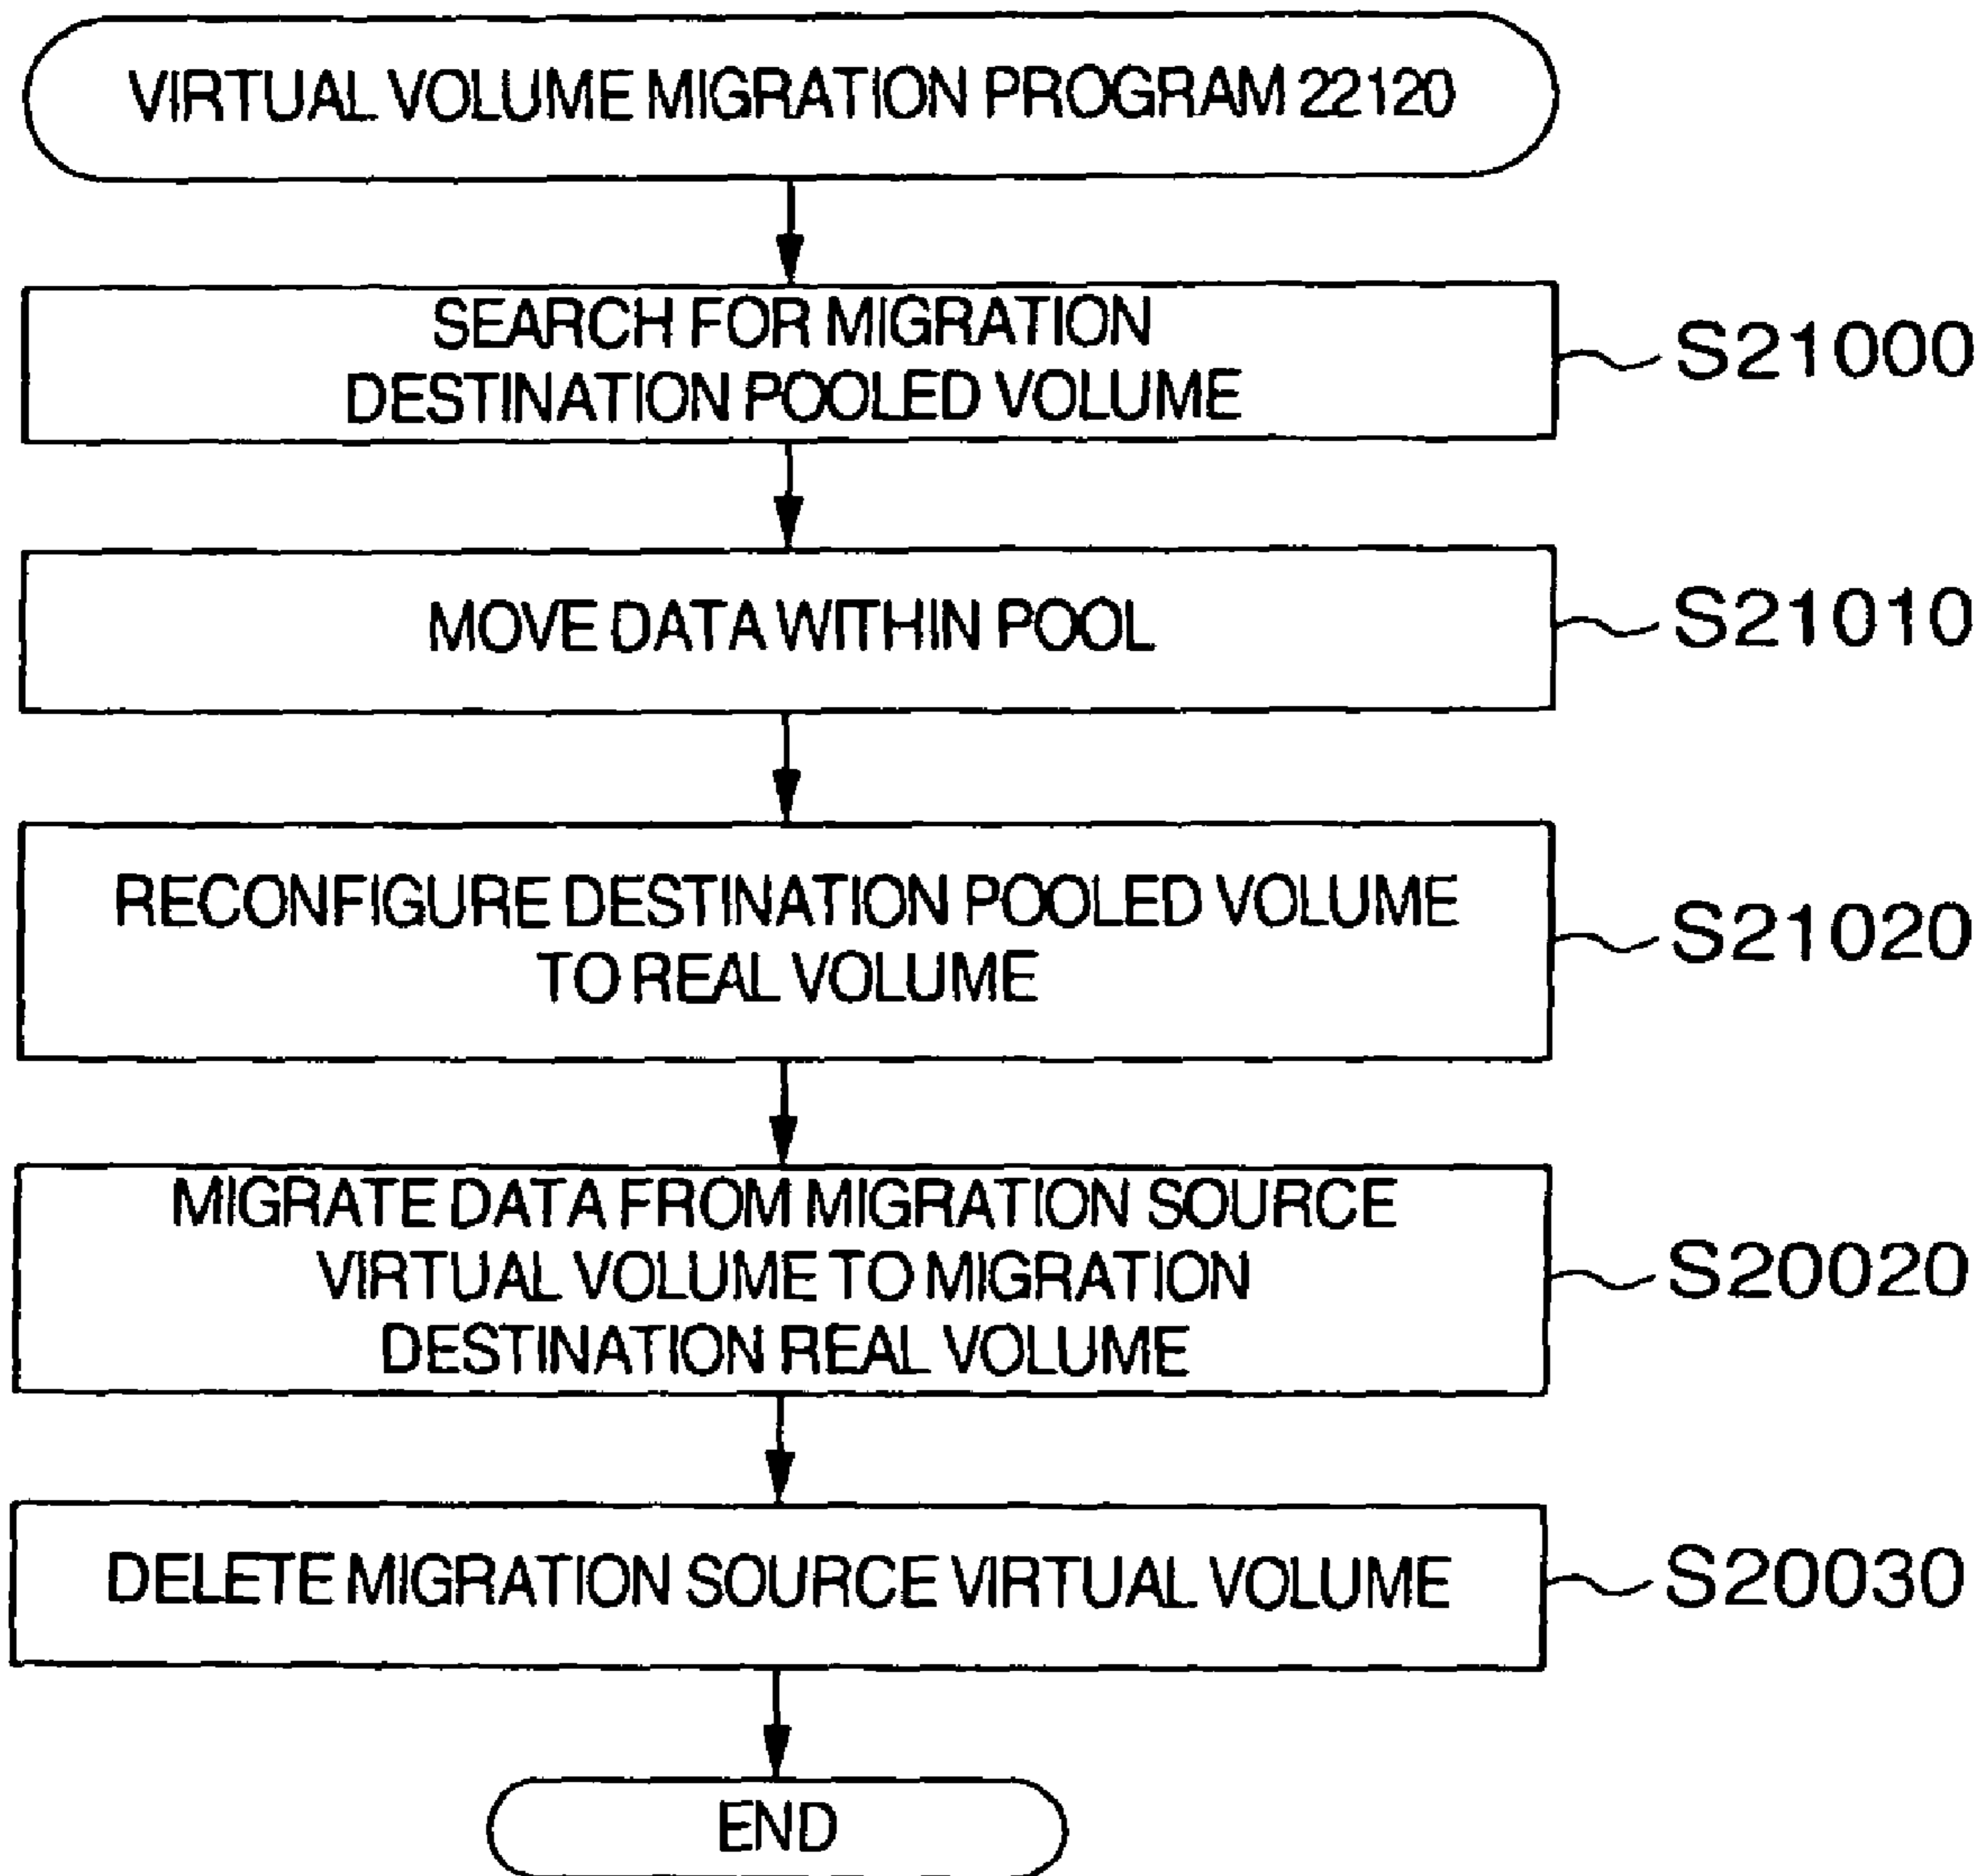 VIRTUAL VOLUME MIGRATION PROGRAM 22120
SEARCH FOR MIGRATION
DESTINATION POOLED VOLUME
S21000
MOVE DATA WITHIN POOL
S21010
RECONFIGURE DESTINATION POOLED VOLUME
TO REAL VOLUME
S21020
MIGRATE DATA FROM MIGRATION SOURCE
VIRTUAL VOLUME TO MIGRATION
DESTINATION REAL VOLUME
S20020
DELETE MIGRATION SOURCE VIRTUAL VOLUME
S20030
END